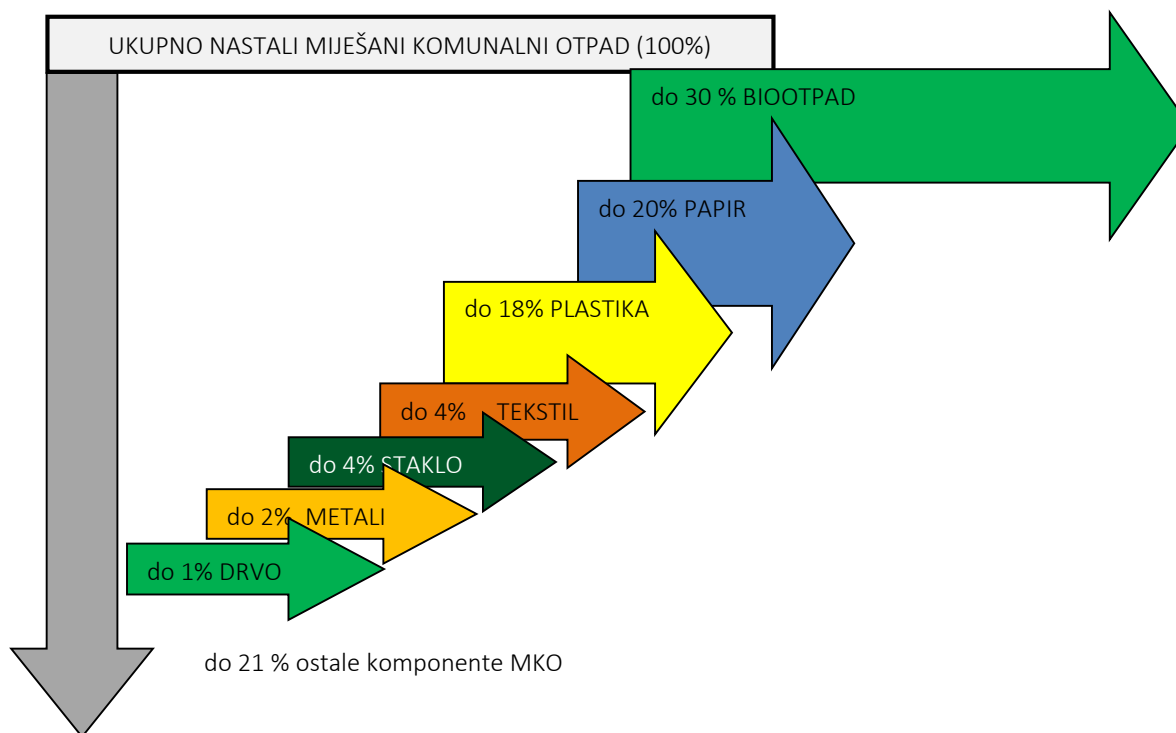 UKUPNO NASTALI MIJEŠANI KOMUNALNI OTPAD (100%)
do 30 % BIOOTPAD
do 20% PAPIR
do 18% PLASTIKA
do 4% TEKSTIL
do 4% STAKLO
do 2% METALI
do 1% DRVO
do 21 % ostale komponente MKO